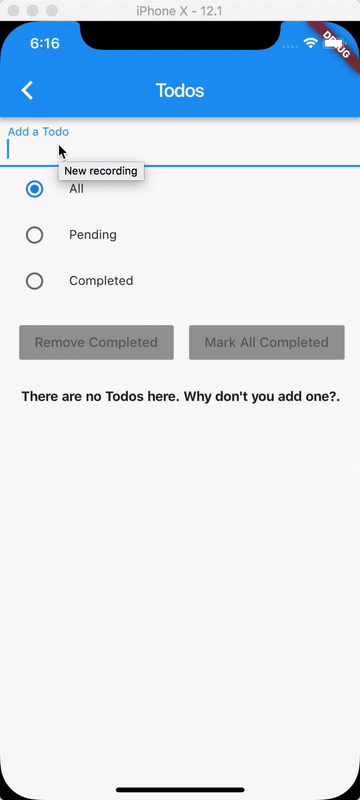 iPhone X - 12.1
6:16
DEBUG
Todos
Add a Todo
New recording
All
Pending
Completed
Remove Completed
Mark All Completed
There are no Todos here. Why don't you add one?.